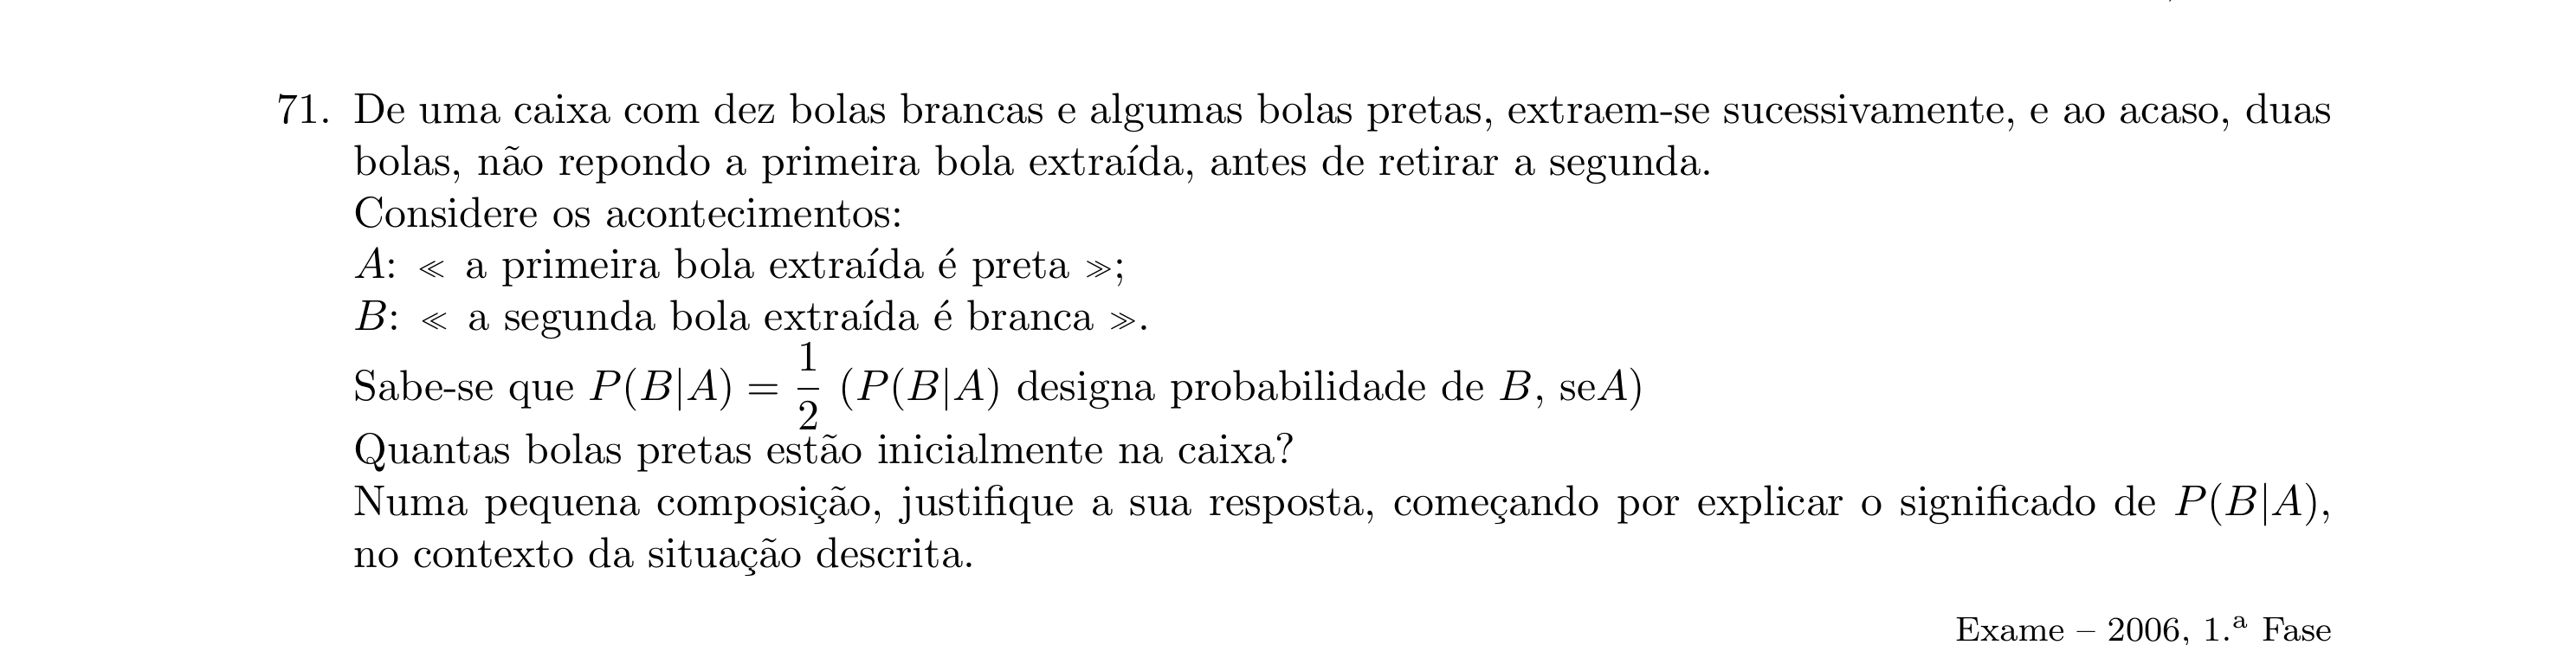 71. De uma caixa com dez bolas brancas e algumas bolas pretas, extraem-se sucessivamente, e ao acaso, duas
bolas, não repondo a primeira bola extraída, antes de retirar a segunda.
Considere os acontecimentos:
A: ≪ a primeira bola extraída é preta ≫;
B: ≪ a segunda bola extraída é branca ≫.
Sabe-se que P(B|A) = 1/2 (P(B|A) designa probabilidade de B, seA)
Quantas bolas pretas estão inicialmente na caixa?
Numa pequena composição, justifique a sua resposta, começando por explicar o significado de P(B|A),
no contexto da situação descrita.
Exame – 2006, 1.ª Fase